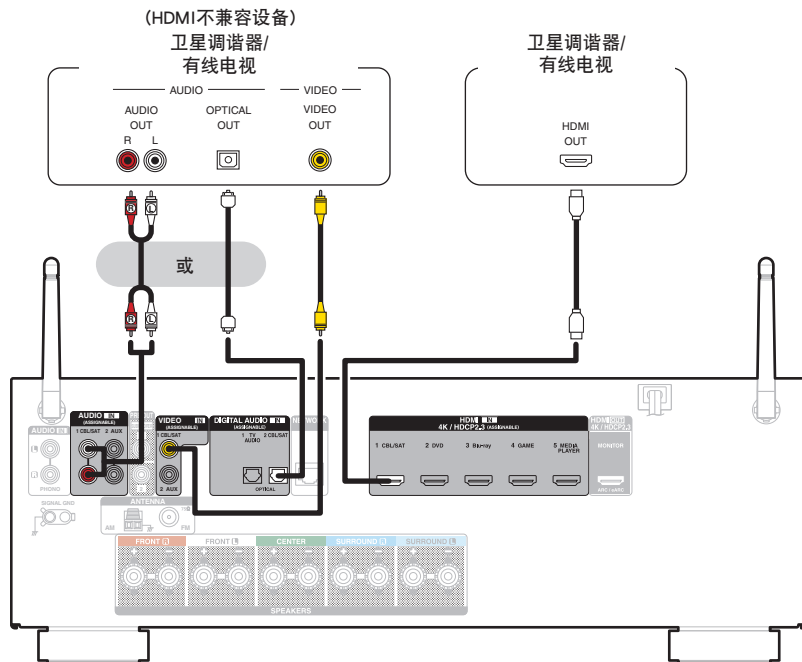 (HDMI不兼容设备)
卫星调谐器/
有线电视
AUDIO
VIDEO
AUDIO
OUT
R L
OPTICAL
OUT
VIDEO
OUT
卫星调谐器/
有线电视
HDMI
OUT
R L
或
R L
AUDIO IN
(ASSIGNABLE)
1 CBL/SAT 2 AUX
VIDEO IN
(ASSIGNABLE)
1 CBL/SAT
2 AUX
DIGITAL AUDIO IN
(ASSIGNABLE)
1 TV
AUDIO
2 CBL/SAT
OPTICAL
NETWORK
HDMI IN
4K / HDCP2.3 (ASSIGNABLE)
1 CBL/SAT 2 DVD 3 Blu-ray 4 GAME 5 MEDIA
PLAYER
HDMI OUT
4K / HDCP2.3
MONITOR
ARC / eARC
AUDIO IN
L
R
PHONO
2
SIGNAL GND
ANTENNA
AM
75Ω
FM
FRONT R FRONT L CENTER SURROUND R SURROUND L
+ − + − + − + − + −
SPEAKERS